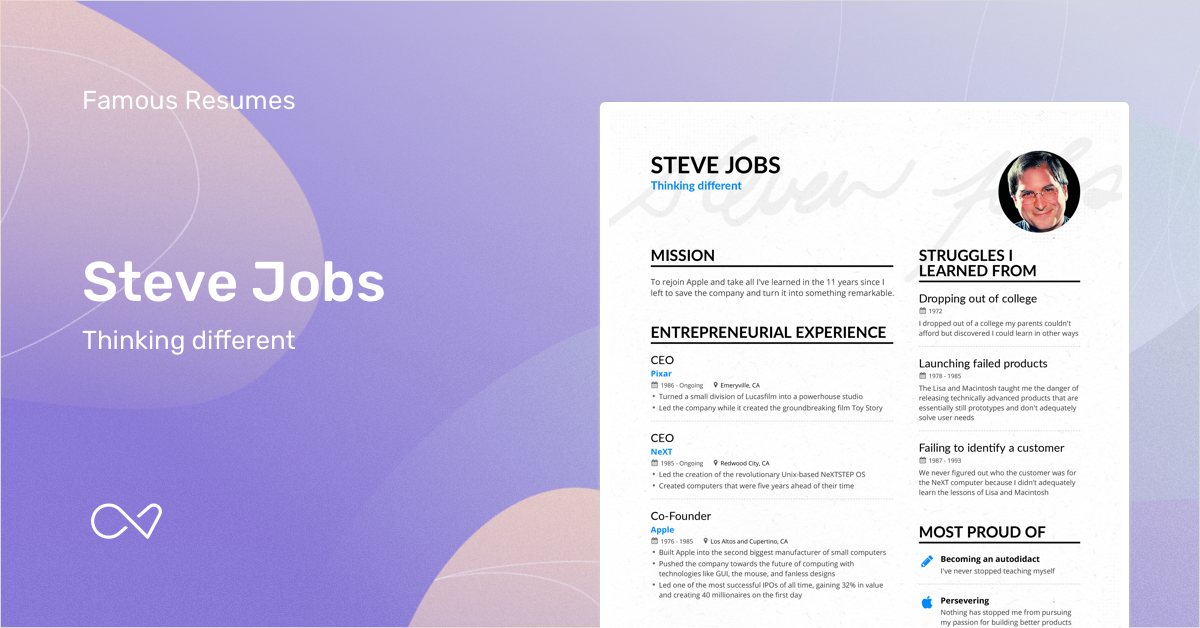 Famous Resumes
Steve Jobs
Thinking different
STEVE JOBS
Thinking different
steven jobs
MISSION
To rejoin Apple and take all I've learned in the 11 years since I
left to save the company and turn it into something remarkable.
ENTREPRENEURIAL EXPERIENCE
CEO
Pixar
1986 - Ongoing Emeryville, CA
• Turned a small division of Lucasfilm into a powerhouse studio
• Led the company while it created the groundbreaking film Toy Story
CEO
NeXT
1985 - Ongoing Redwood City, CA
• Led the creation of the revolutionary Unix-based NeXTSTEP OS
• Created computers that were five years ahead of their time
Co-Founder
Apple
1976 - 1985 Los Altos and Cupertino, CA
• Built Apple into the second biggest manufacturer of small computers
• Pushed the company towards the future of computing with
technologies like GUI, the mouse, and fanless designs
• Led one of the most successful IPOs of all time, gaining 32% in value
and creating 40 millionaires on the first day
STRUGGLES I
LEARNED FROM
Dropping out of college
1972
I dropped out of a college my parents couldn't
afford but discovered I could learn in other ways
Launching failed products
1978 - 1985
The Lisa and Macintosh taught me the danger of
releasing technically advanced products that are
essentially still prototypes and don't adequately
solve user needs
Failing to identify a customer
1987 - 1993
We never figured out who the customer was for
the NeXT computer because I didn't adequately
learn the lessons of Lisa and Macintosh
MOST PROUD OF
Becoming an autodidact
I've never stopped teaching myself
Persevering
Nothing has stopped me from pursuing
my passion for building better products